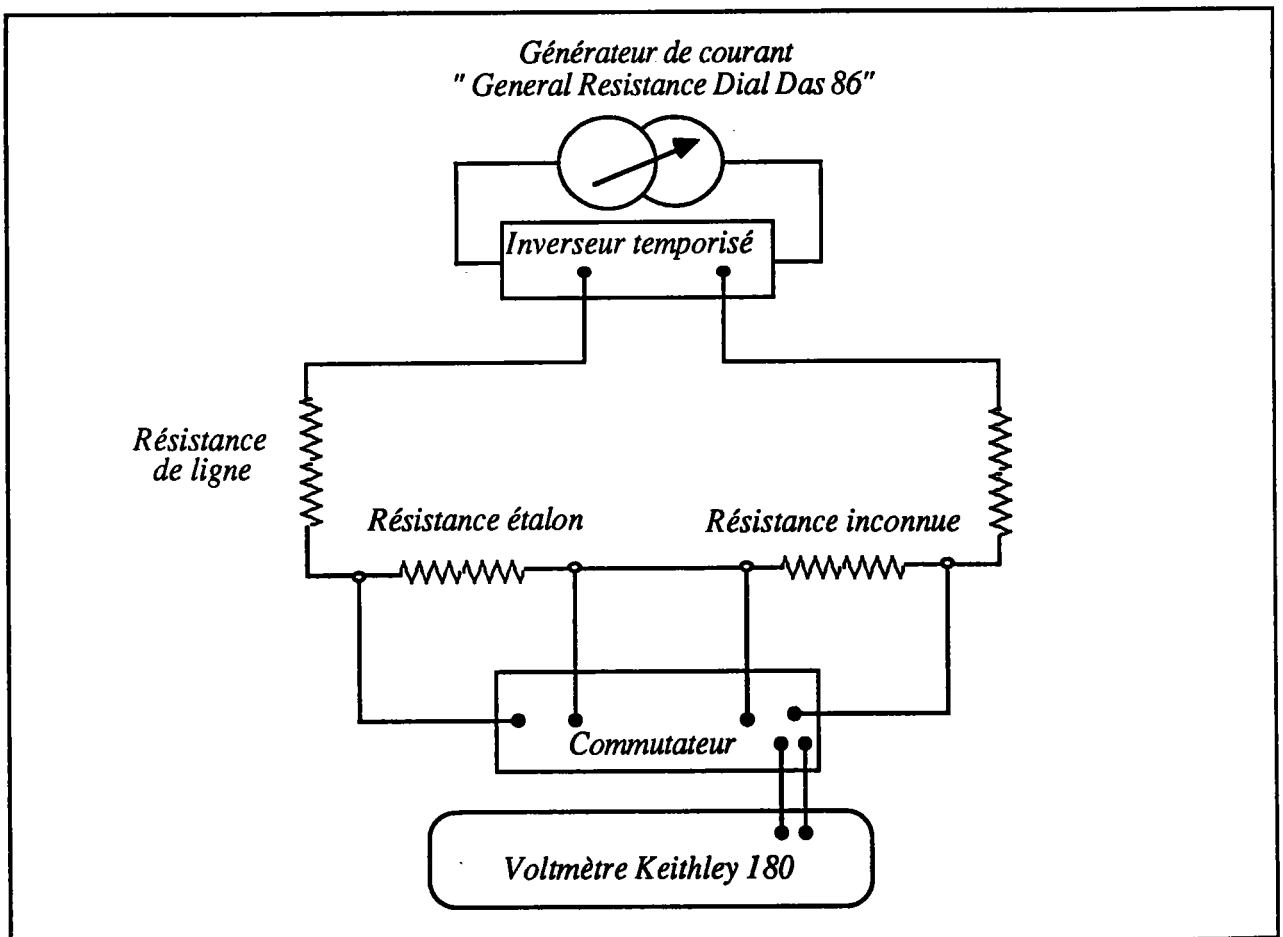 Générateur de courant
" General Resistance Dial Das 86"
Inverseur temporisé
Résistance
de ligne
Résistance étalon
Résistance inconnue
Commutateur
Voltmètre Keithley 180